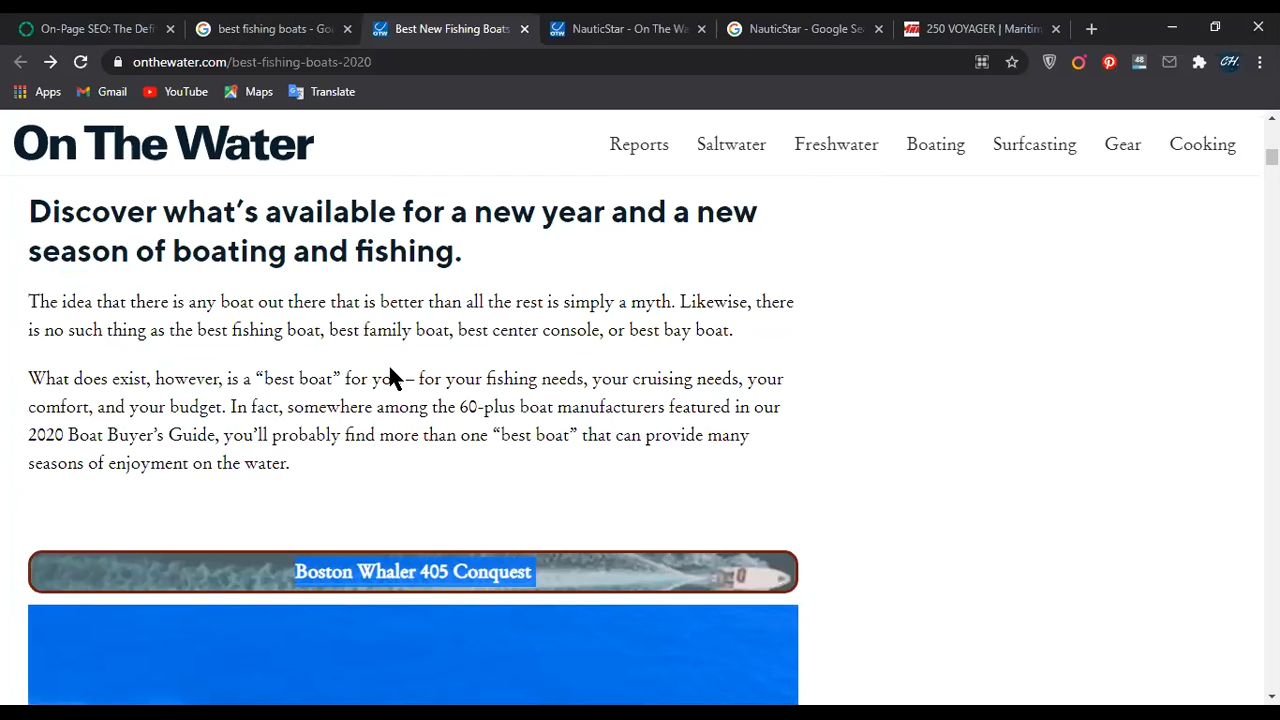 On-Page SEO: The Defi
best fishing boats - Go
Best New Fishing Boats
NauticStar - On The Wa
NauticStar - Google Se
250 VOYAGER | Maritim
onthewater.com/best-fishing-boats-2020
48
CH
Apps
Gmail
YouTube
Maps
Translate
On The Water
Reports
Saltwater
Freshwater
Boating
Surfcasting
Gear
Cooking
Discover what’s available for a new year and a new
season of boating and fishing.
The idea that there is any boat out there that is better than all the rest is simply a myth. Likewise, there
is no such thing as the best fishing boat, best family boat, best center console, or best bay boat.
What does exist, however, is a “best boat” for you – for your fishing needs, your cruising needs, your
comfort, and your budget. In fact, somewhere among the 60-plus boat manufacturers featured in our
2020 Boat Buyer’s Guide, you’ll probably find more than one “best boat” that can provide many
seasons of enjoyment on the water.
Boston Whaler 405 Conquest